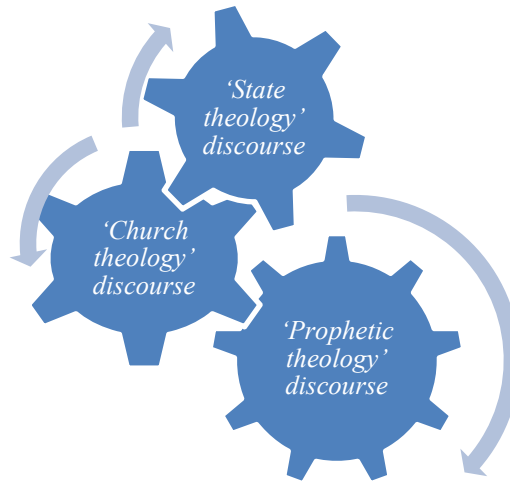 ‘State
theology’
discourse
‘Church
theology’
discourse
‘Prophetic
theology’
discourse